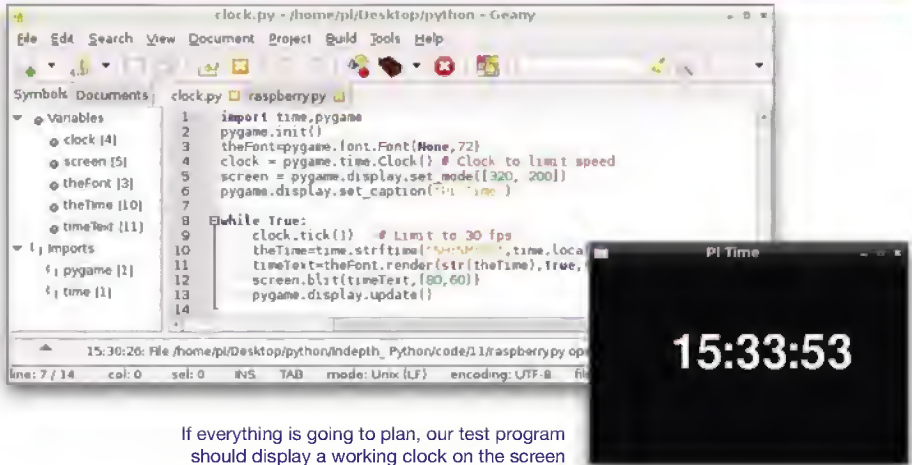 clock.py - /home/pi/Desktop/python - Geany
File Edit Search View Document Project Build Tools Help
Symbols Documents clock.py raspberry.py
Variables
clock [4]
screen [5]
theFont [3]
theTime [10]
timeText [11]
Imports
pygame [1]
time [1]
1 import time,pygame
2 pygame.init()
3 theFont=pygame.font.Font(None,72)
4 clock = pygame.time.Clock() # Clock to limit speed
5 screen = pygame.display.set_mode([320, 200])
6 pygame.display.set_caption("Pi Time")
7
8 while True:
9 clock.tick(1) # Limit to 30 fps
10 theTime=time.strftime( ,time.loca
11 timeText=theFont.render(str(theTime),True,
12 screen.blit(timeText,(80,60))
13 pygame.display.update()
14
15:30:26: File /home/pi/Desktop/python/Indepth_Python/code/11/raspberry.py op
line: 7 / 14 col: 0 sel: 0 INS TAB mode: Unix (LF) encoding: UTF-8
Pi Time
15:33:53
If everything is going to plan, our test program
should display a working clock on the screen